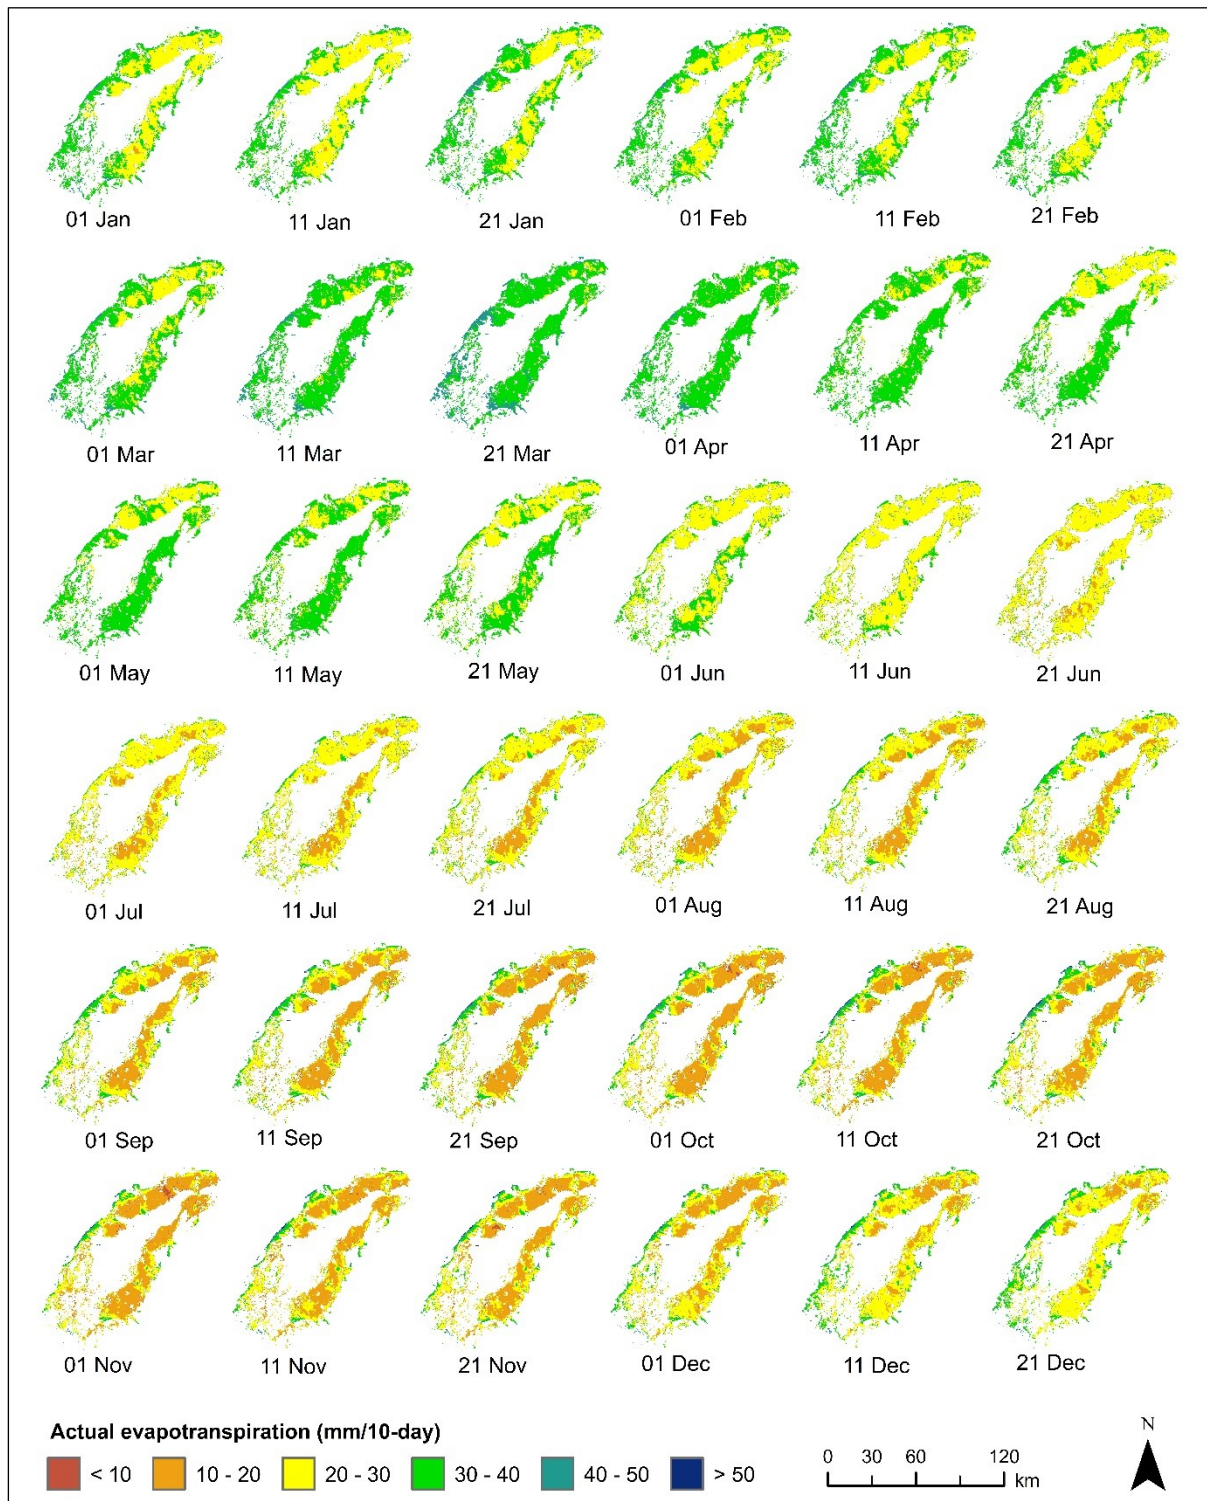 01 Jan 11 Jan 21 Jan 01 Feb 11 Feb 21 Feb
01 Mar 11 Mar 21 Mar 01 Apr 11 Apr 21 Apr
01 May 11 May 21 May 01 Jun 11 Jun 21 Jun
01 Jul 11 Jul 21 Jul 01 Aug 11 Aug 21 Aug
01 Sep 11 Sep 21 Sep 01 Oct 11 Oct 21 Oct
01 Nov 11 Nov 21 Nov 01 Dec 11 Dec 21 Dec
Actual evapotranspiration (mm/10-day)
< 10 10 - 20 20 - 30 30 - 40 40 - 50 > 50
0 30 60 120
km
N